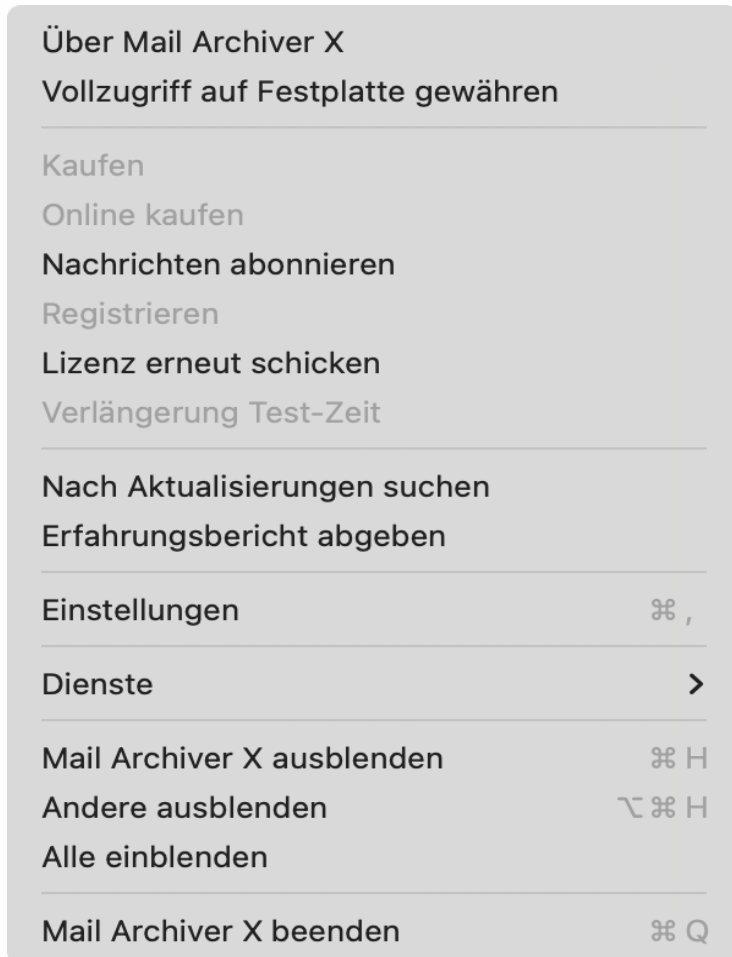 Über Mail Archiver X
Vollzugriff auf Festplatte gewähren
Kaufen
Online kaufen
Nachrichten abonnieren
Registrieren
Lizenz erneut schicken
Verlängerung Test-Zeit
Nach Aktualisierungen suchen
Erfahrungsbericht abgeben
Einstellungen ⌘ ,
Dienste
Mail Archiver X ausblenden ⌘ H
Andere ausblenden ⌥ ⌘ H
Alle einblenden
Mail Archiver X beenden ⌘ Q